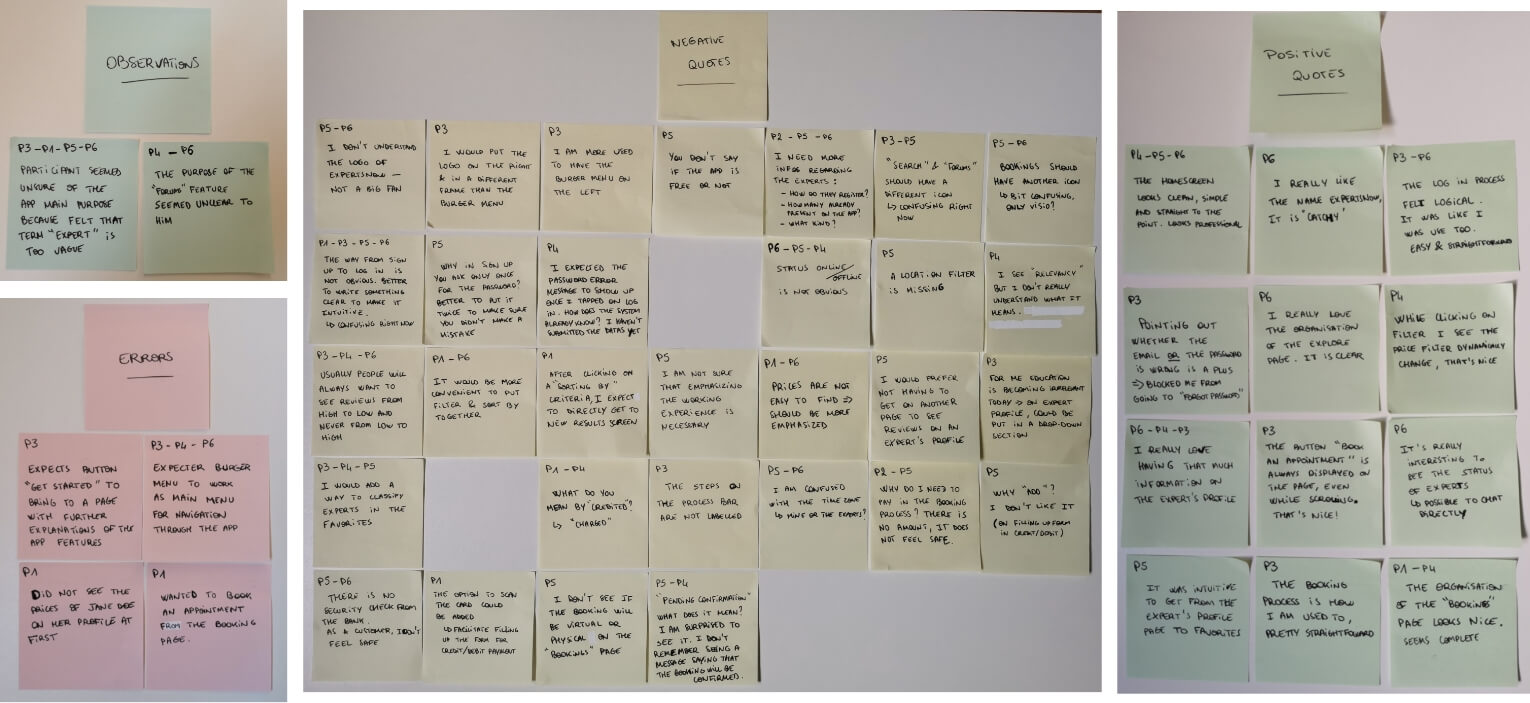 OBSERVATIONS
P3-P1-P5-P6
PARTICIPANT SEEMED
UNSURE OF THE
APP MAIN PURPOSE
BECAUSE FELT THAT
TERM "EXPERT" IS
TOO VAGUE
P4 - P6
THE PURPOSE OF THE
"FORUMS" FEATURE
SEEMED UNCLEAR TO
HIM
ERRORS
P3
EXPECTS BUTTON
"GET STARTED" TO
BRING TO A PAGE
WITH FURTHER
EXPLANATIONS OF THE
APP FEATURES
P3 - P4 - P6
EXPECTER BURGER
MENU TO WORK
AS MAIN MENU
FOR NAVIGATION
THROUGH THE APP
P1
DID NOT SEE THE
PRICES OF JANE DOE
ON HER PROFILE AT
FIRST
P1
WANTED TO BOOK
AN APPOINTMENT
FROM THE BOOKING
PAGE.
NEGATIVE
QUOTES
P5-P6
I DON'T UNDERSTAND
THE LOGO OF
EXPERTSNOW —
NOT A BIG FAN
P3
I WOULD PUT THE
LOGO ON THE RIGHT
& IN A DIFFERENT
FRAME THAN THE
BURGER MENU
P3
I AM MORE USED
TO HAVE THE
BURGER MENU ON
THE LEFT
P5
YOU DON'T SAY
IF THE APP IS
FREE OR NOT
P2 - P5 - P6
I NEED MORE
INFOS REGARDING
THE EXPERTS:
- HOW DO THEY REGISTER?
- HOW MANY ALREADY
PRESENT ON THE APP?
- WHAT KIND?
P3-P5
"SEARCH" & "FORUMS"
SHOULD HAVE A
DIFFERENT ICON
↳ CONFUSING RIGHT
NOW
P5 - P6
BOOKINGS SHOULD
HAVE ANOTHER ICON
↳ BIT CONFUSING,
ONLY VISIO?
P1 - P3 - P5 - P6
THE WAY FROM SIGN
UP TO LOG IN IS
NOT OBVIOUS. BETTER
TO WRITE SOMETHING
CLEAR TO MAKE IT
INTUITIVE.
↳ CONFUSING RIGHT NOW
P5
WHY IN SIGN UP
YOU ASK ONLY ONCE
FOR THE PASSWORD?
BETTER TO PUT IT
TWICE TO MAKE SURE
YOU DIDN'T MAKE A
MISTAKE
P4
I EXPECTED THE
PASSWORD ERROR
MESSAGE TO SHOW UP
ONCE I TAPPED ON LOG
IN. HOW DOES THE SYSTEM
ALREADY KNOW? I HAVEN'T
SUBMITTED THE DATAS YET
P6 - P5 - P4
STATUS ONLINE/OFFLINE
IS NOT OBVIOUS
P5
A LOCATION FILTER
IS MISSING
P4
I SEE "RELEVANCY"
BUT I DON'T REALLY
UNDERSTAND WHAT IT
MEANS.
P3 - P4 - P6
USUALLY PEOPLE WILL
ALWAYS WANT TO
SEE REVIEWS FROM
HIGH TO LOW AND
NEVER FROM LOW TO
HIGH
P1 - P6
IT WOULD BE MORE
CONVENIENT TO PUT
FILTER & SORT BY
TOGETHER
P1
AFTER CLICKING ON
A "SORTING BY"
CRITERIA, I EXPECT
TO DIRECTLY GET TO
NEW RESULTS SCREEN
P5
I AM NOT SURE
THAT EMPHASIZING
THE WORKING
EXPERIENCE IS
NECESSARY
P1 - P6
PRICES ARE NOT
EASY TO FIND ⇒
SHOULD BE MORE
EMPHASIZED
P5
I WOULD PREFER
NOT HAVING TO
GET ON ANOTHER
PAGE TO SEE
REVIEWS ON AN
EXPERT'S PROFILE
P3
FOR ME EDUCATION
IS BECOMING IRRELEVANT
TODAY → ON EXPERT
PROFILE, COULD BE
PUT IN A DROP-DOWN
SECTION
P3 - P4 - P5
I WOULD ADD A
WAY TO CLASSIFY
EXPERTS IN THE
FAVORITES
P1 - P4
WHAT DO YOU
MEAN BY "CREDITED"?
↳ "CHARGED"
P3
THE STEPS ON
THE PROCESS BAR
ARE NOT LABELLED
P5 - P6
I AM CONFUSED
WITH THE TIME ZONE
↳ MINE OR THE EXPERTS?
P2 - P5
WHY DO I NEED TO
PAY IN THE BOOKING
PROCESS? THERE IS
NO AMOUNT, IT DOES
NOT FEEL SAFE.
P5
WHY "ADD"?
I DON'T LIKE IT
(ON FILLING UP FORM
IN CREDIT/DEBIT)
P5-P6
THERE IS NO
SECURITY CHECK FROM
THE BANK.
AS A CUSTOMER, I DON'T
FEEL SAFE
P1
THE OPTION TO SCAN
THE CARD COULD
BE ADDED
↳ FACILITATE FILLING
UP THE FORM FOR
CREDIT/DEBIT PAYMENT
P5
I DON'T SEE IF
THE BOOKING WILL
BE VIRTUAL OR
PHYSICAL ON THE
"BOOKINGS" PAGE
P5-P4
"PENDING CONFIRMATION"
WHAT DOES IT MEAN?
I AM SURPRISED TO
SEE IT. I DON'T
REMEMBER SEEING A
MESSAGE SAYING THAT
THE BOOKING WILL BE
CONFIRMED.
POSITIVE
QUOTES
P4-P5-P6
THE HOMESCREEN
LOOKS CLEAN, SIMPLE
AND STRAIGHT TO THE
POINT. LOOKS PROFESSIONAL
P6
I REALLY LIKE
THE NAME EXPERTSNOW,
IT IS "CATCHY"
P3 - P6
THE LOG IN PROCESS
FELT LOGICAL.
IT WAS LIKE I
WAS USE TOO.
EASY & STRAIGHTFORWARD
P3
POINTING OUT
WHETHER THE
EMAIL OR THE PASSWORD
IS WRONG IS A PLUS
⇒ BLOCKED ME FROM
GOING TO "FORGOT PASSWORD"
P6
I REALLY LOVE
THE ORGANISATION
OF THE EXPLORE
PAGE. IT IS CLEAR
P4
WHILE CLICKING ON
FILTER I SEE THE
PRICE FILTER DYNAMICALLY
CHANGE, THAT'S NICE
P6 - P4 - P3
I REALLY LOVE
HAVING THAT MUCH
INFORMATION ON
THE EXPERT'S PROFILE
P3
THE BUTTON "BOOK
AN APPOINTMENT" IS
ALWAYS DISPLAYED ON
THE PAGE, EVEN
WHILE SCROLLING.
THAT'S NICE!
P6
IT'S REALLY
INTERESTING TO
SEE THE STATUS
OF EXPERTS
↳ POSSIBLE TO CHAT
DIRECTLY
P5
IT WAS INTUITIVE
TO GET FROM THE
EXPERT'S PROFILE
PAGE TO FAVORITES
P3
THE BOOKING
PROCESS IS HOW
I AM USED TO,
PRETTY STRAIGHTFORWARD
P1 - P4
THE ORGANISATION
OF THE "BOOKINGS"
PAGE LOOKS NICE.
SEEMS COMPLETE